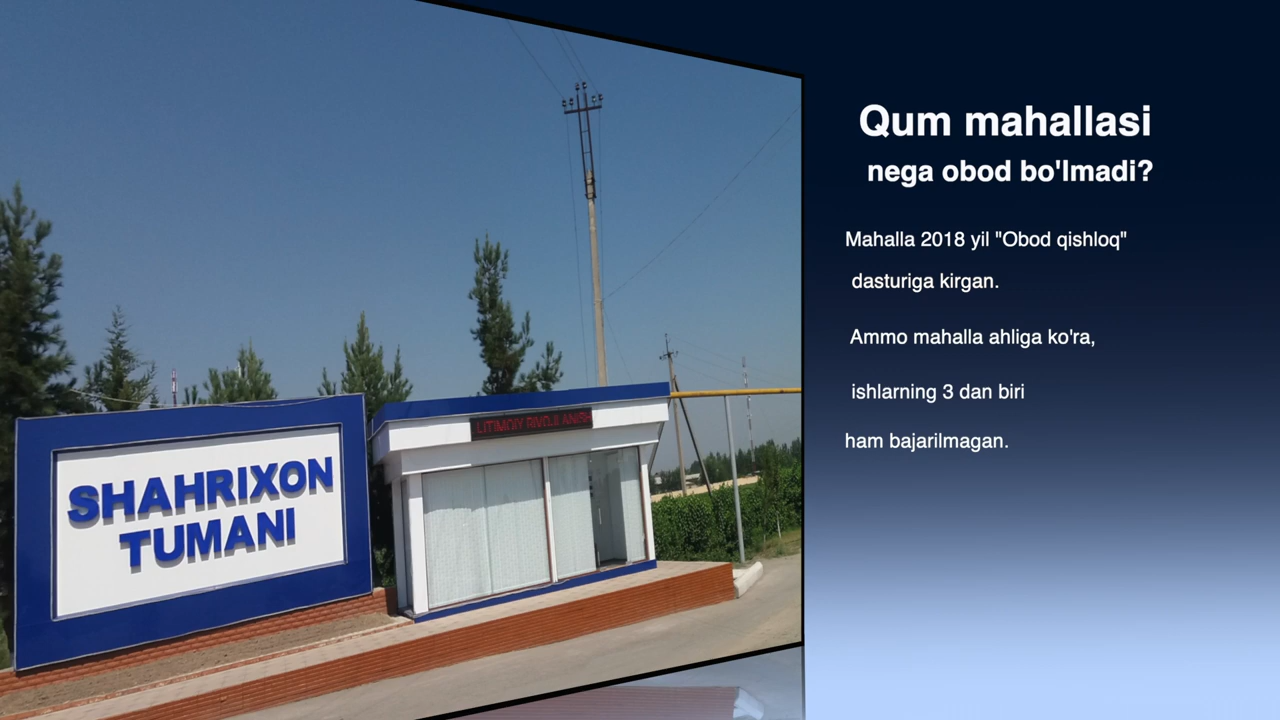 SHAHRIXON
TUMANI
Qum mahallasi
nega obod bo'lmadi?
Mahalla 2018 yil "Obod qishloq"
dasturiga kirgan.
Ammo mahalla ahliga ko'ra,
ishlarning 3 dan biri
ham bajarilmagan.